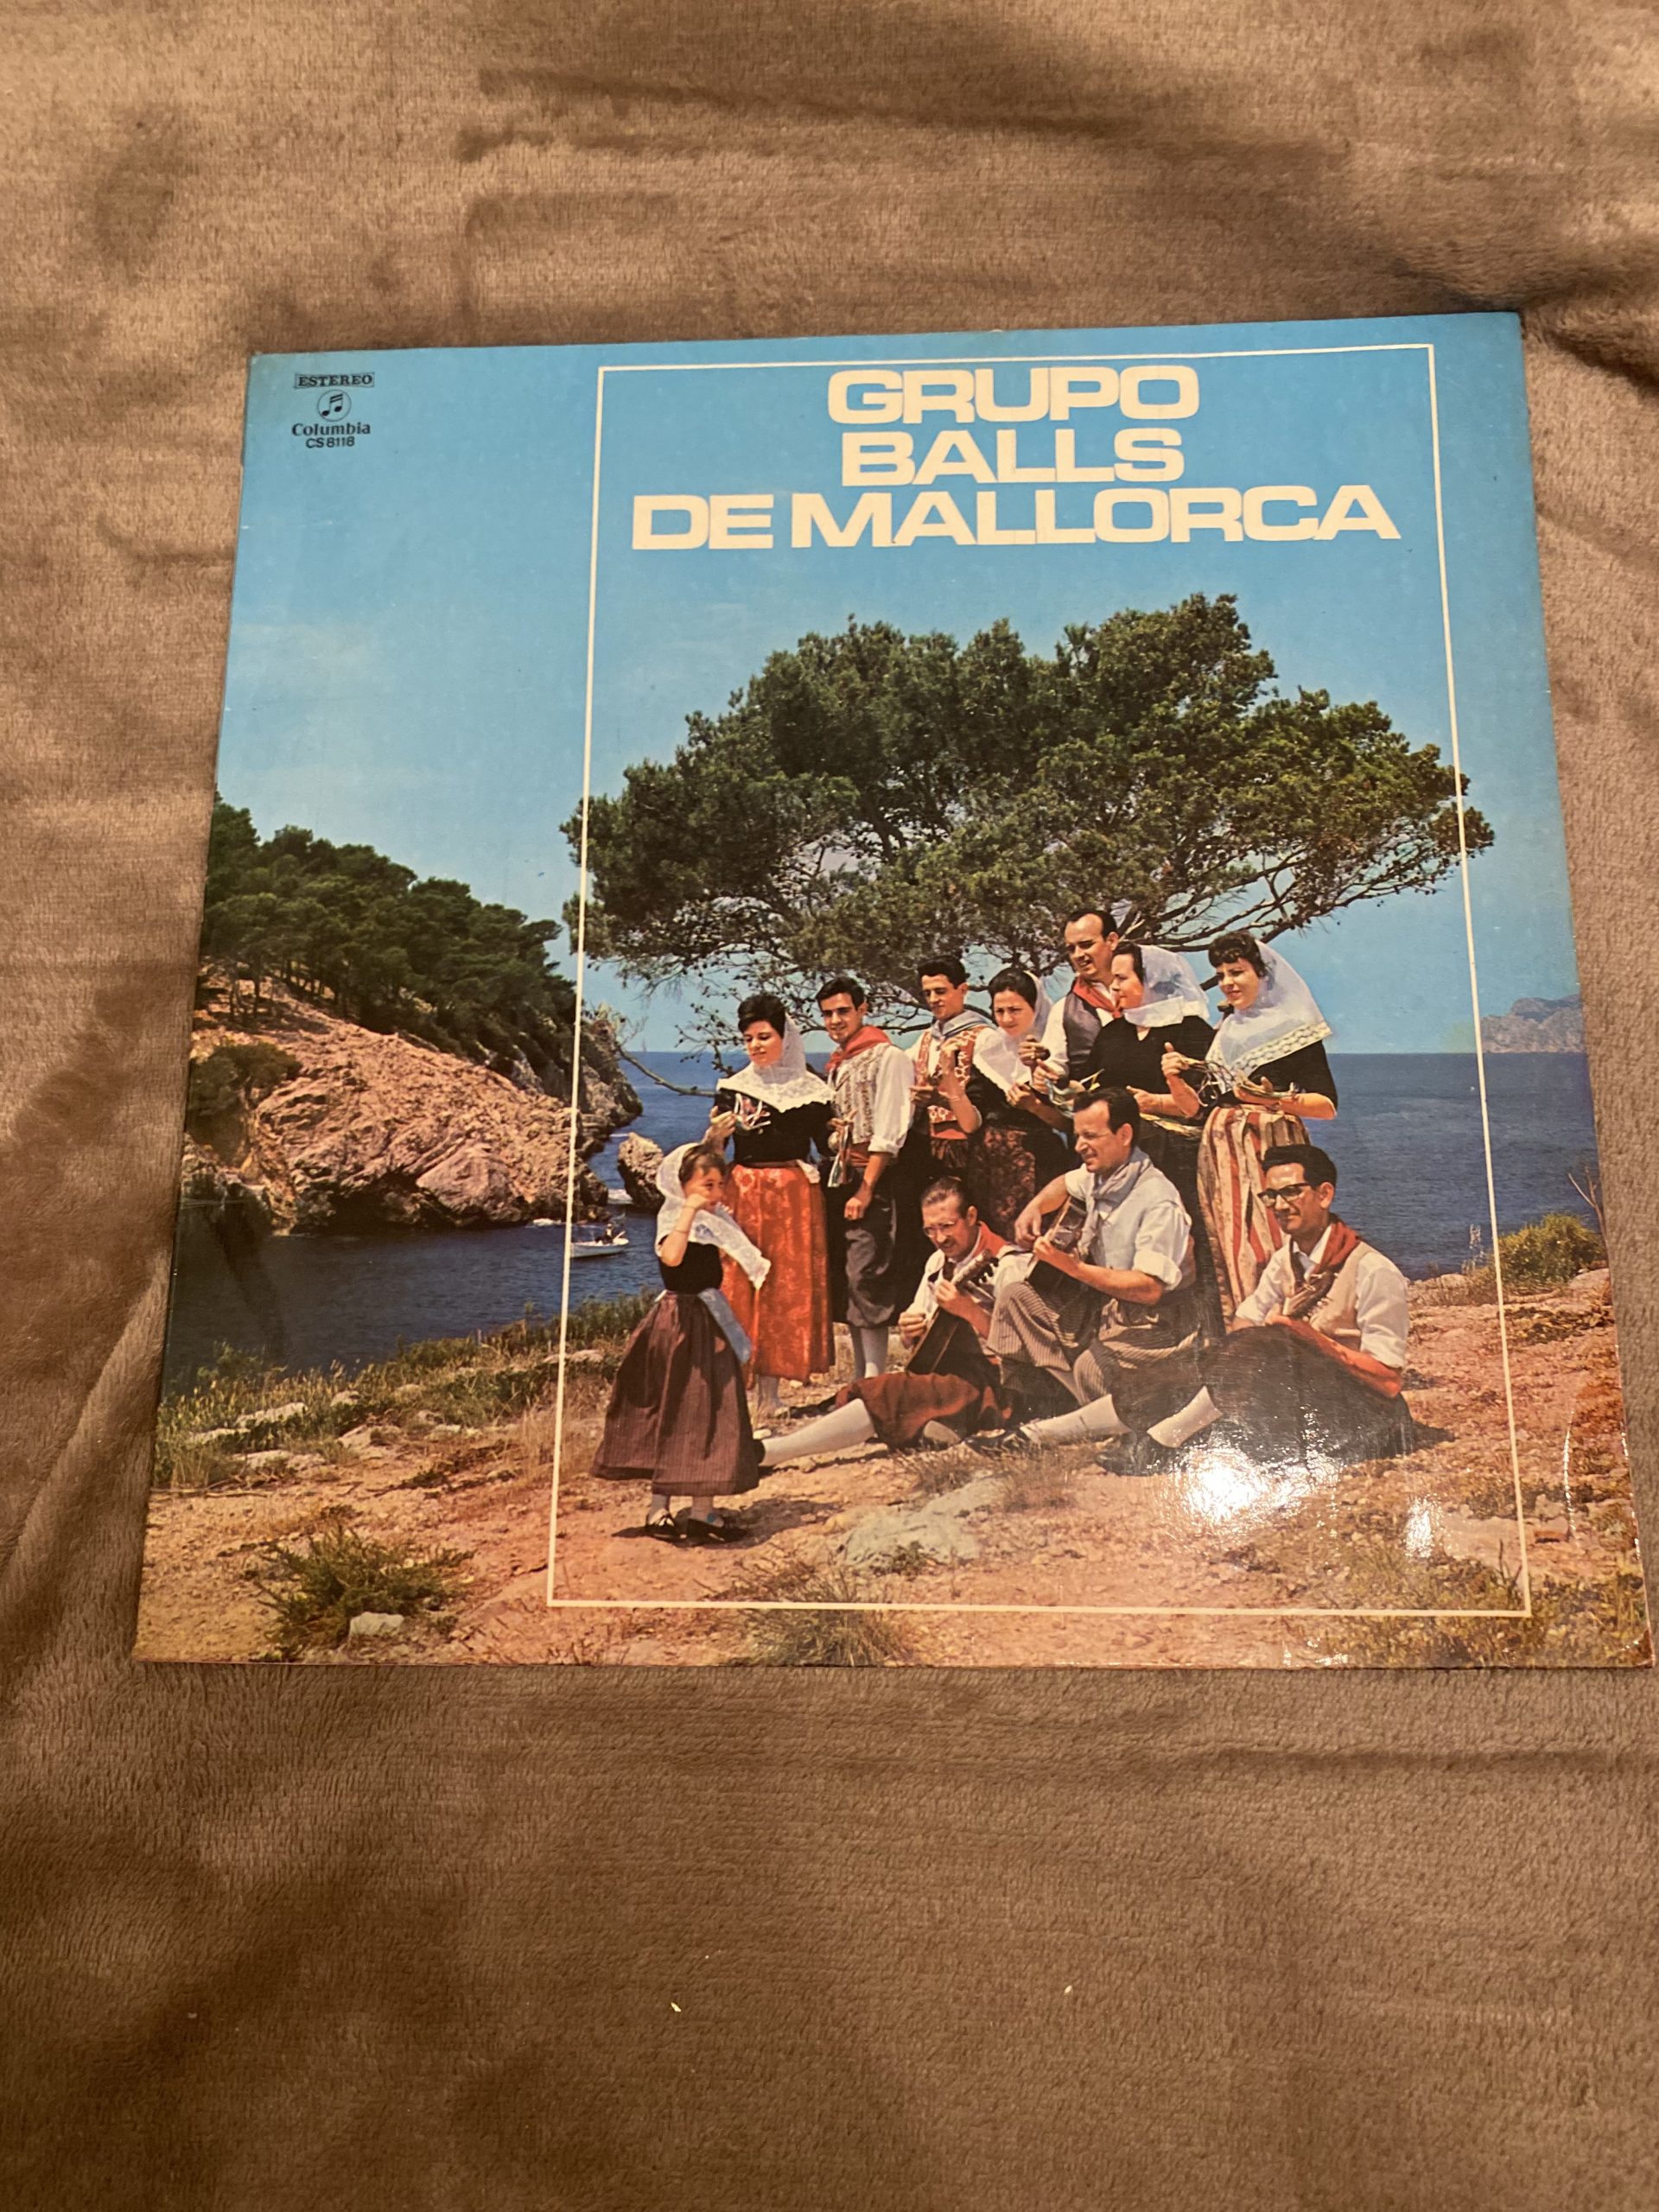 ESTEREO
Columbia
CS 8118
GRUPO
BALLS
DE MALLORCA